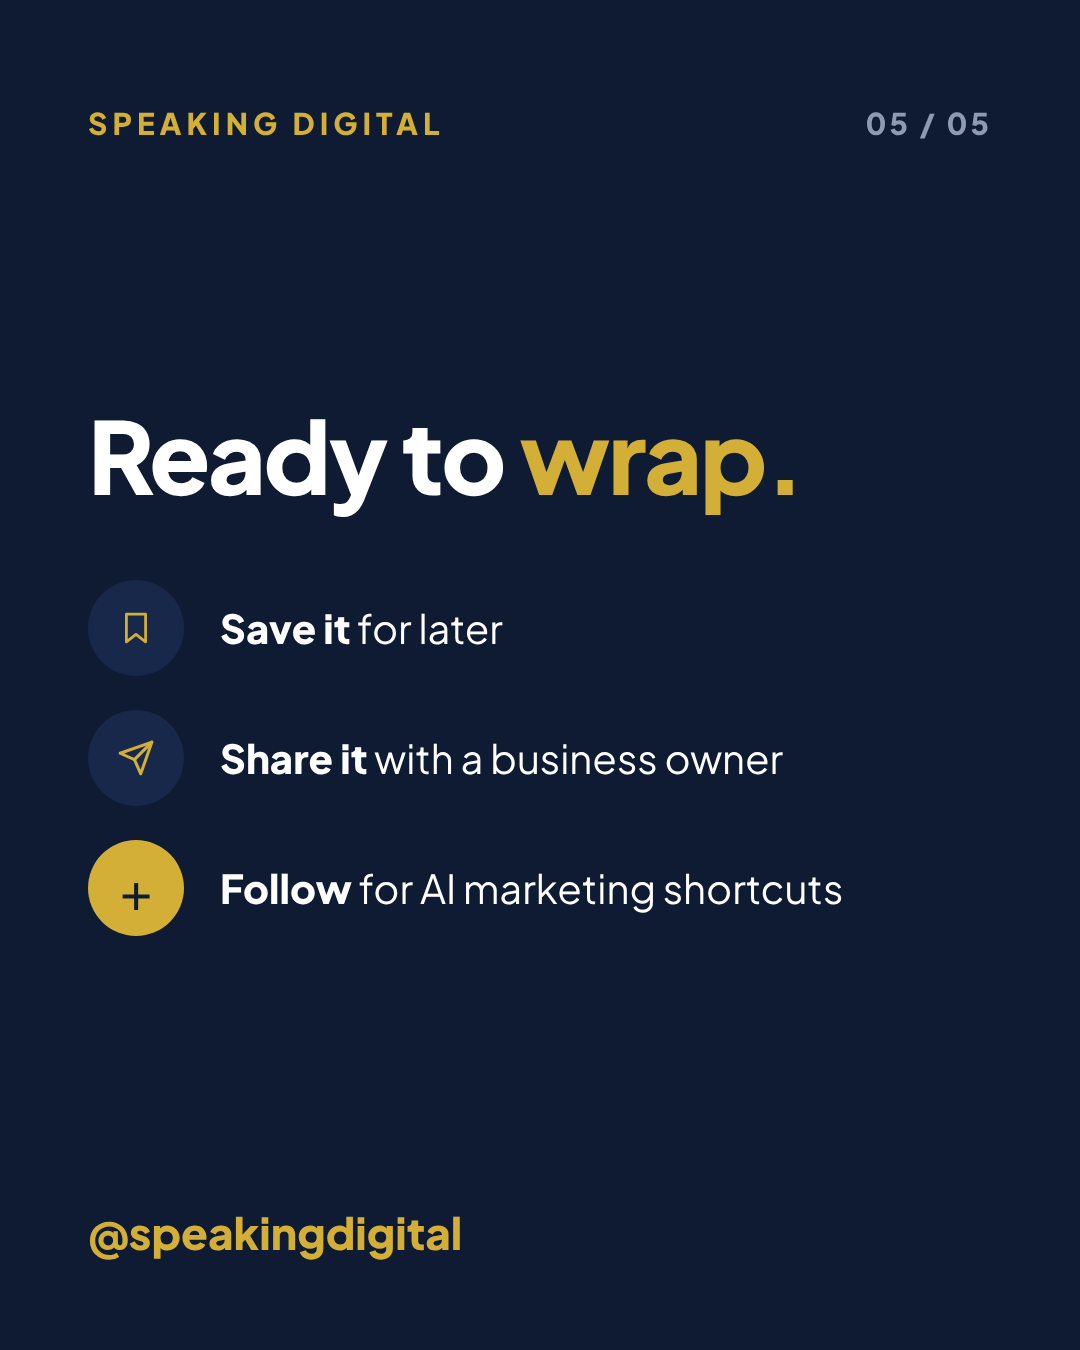 SPEAKING DIGITAL
05 / 05
Ready to wrap.
Save it for later
Share it with a business owner
+
Follow for AI marketing shortcuts
@speakingdigital